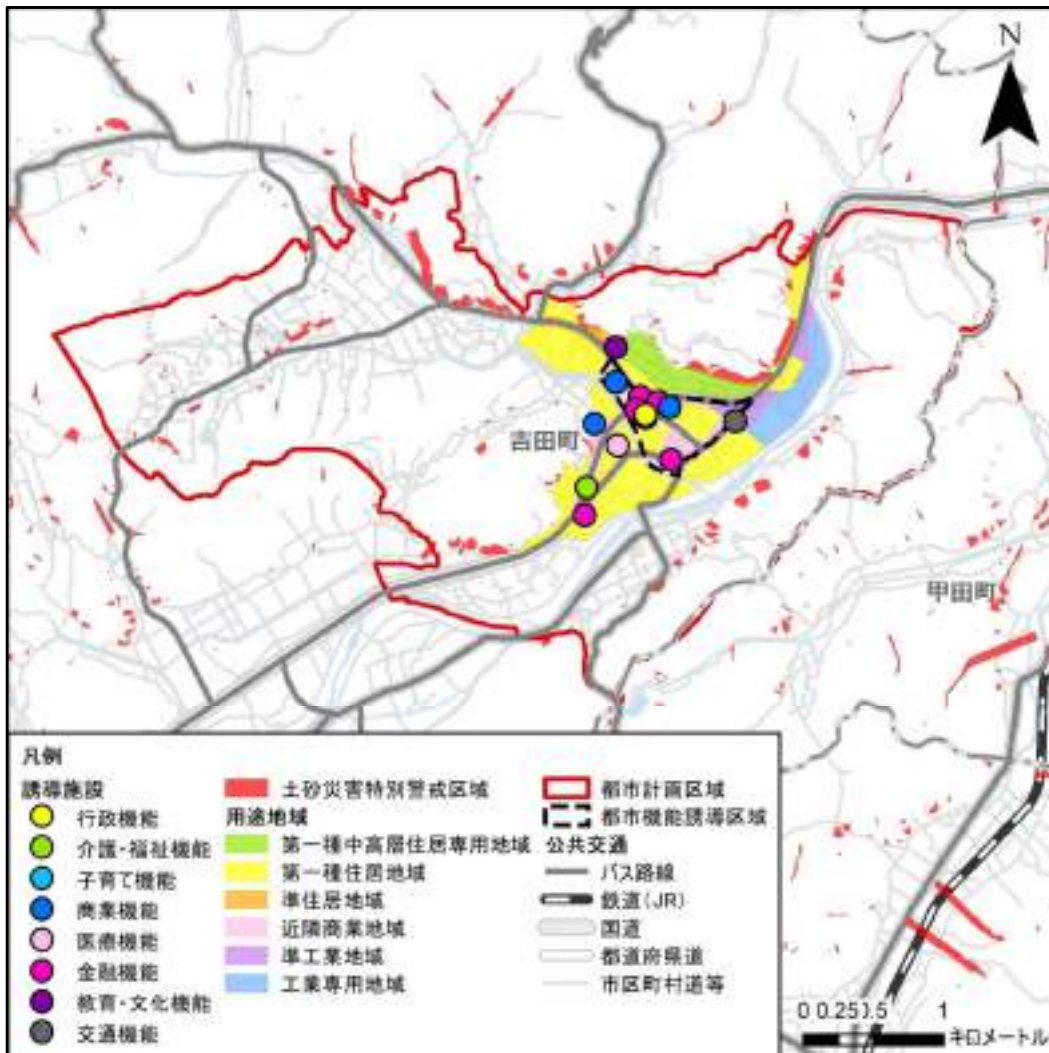 N
吉田町
甲田町
凡例
誘導施設
行政機能
介護・福祉機能
子育て機能
商業機能
医療機能
金融機能
教育・文化機能
交通機能
土砂災害特別警戒区域
用途地域
第一種中高層住居専用地域
第一種住居地域
準住居地域
近隣商業地域
準工業地域
工業専用地域
都市計画区域
都市機能誘導区域
公共交通
バス路線
鉄道(JR)
国道
都道府県道
市区町村道等
0 0.25 0.5 1
キロメートル